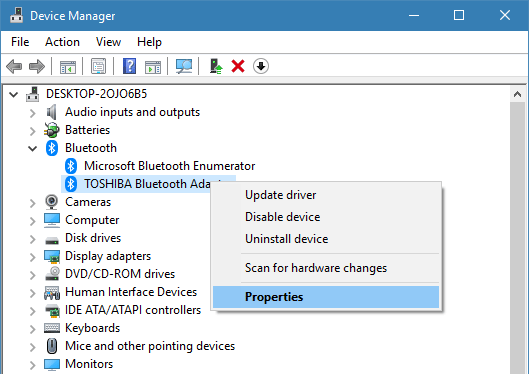 Device Manager
File Action View Help
DESKTOP-2OJO6B5
Audio inputs and outputs
Batteries
Bluetooth
Microsoft Bluetooth Enumerator
TOSHIBA Bluetooth
Update driver
Cameras
Disable device
Computer
Uninstall device
Disk drives
Display adapters
Scan for hardware changes
DVD/CD-ROM drives
Human Interface Devices
Properties
IDE ATA/ATAPI controllers
Keyboards
Mice and other pointing devices
Monitors